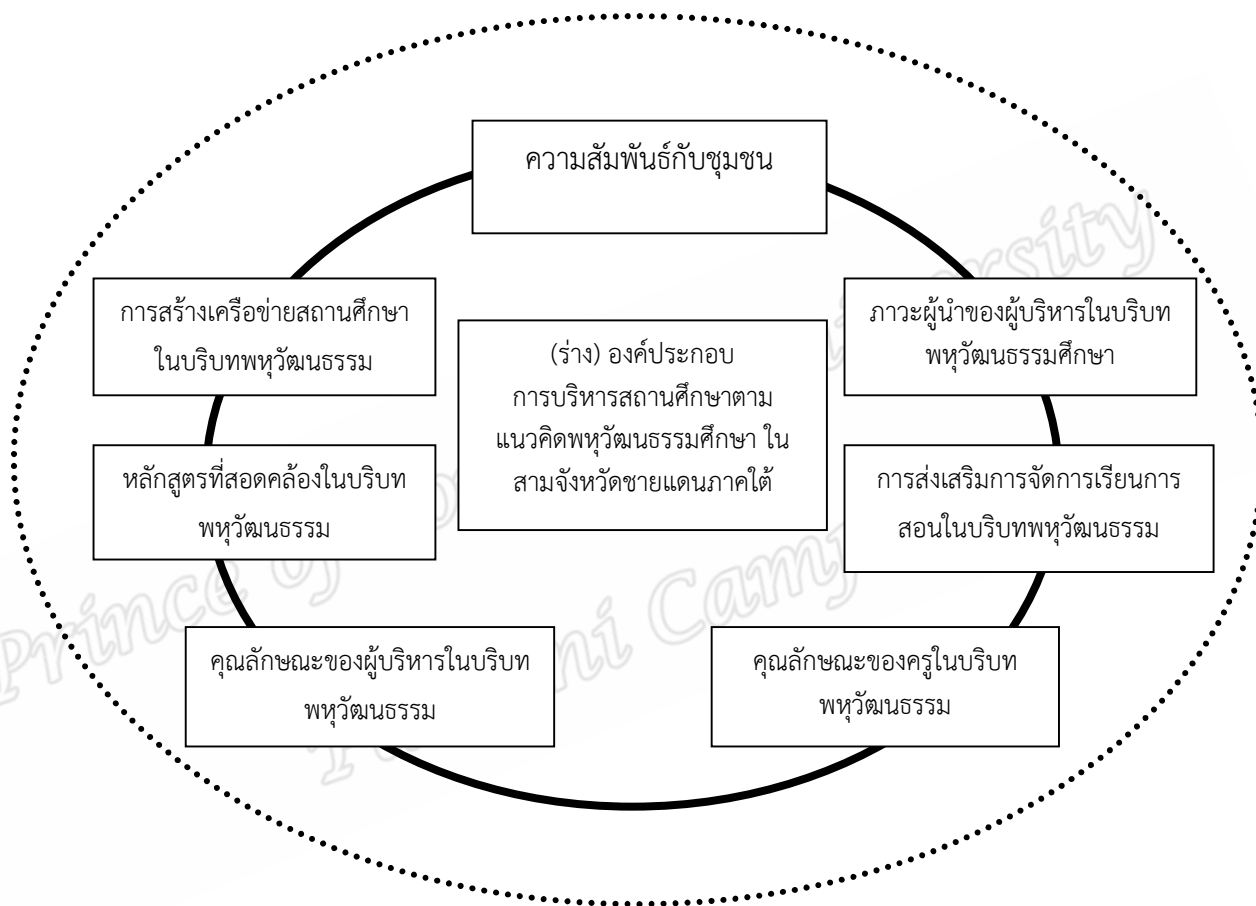 ความสัมพันธ์กับชุมชน
การสร้างเครือข่ายสถานศึกษา
ในบริบทพหุวัฒนธรรม
(ร่าง) องค์ประกอบ
การบริหารสถานศึกษาตาม
แนวคิดพหุวัฒนธรรมศึกษา ใน
สามจังหวัดชายแดนภาคใต้
ภาวะผู้นำของผู้บริหารในบริบท
พหุวัฒนธรรมศึกษา
หลักสูตรที่สอดคล้องในบริบท
พหุวัฒนธรรม
การส่งเสริมการจัดการเรียนการ
สอนในบริบทพหุวัฒนธรรม
คุณลักษณะของผู้บริหารในบริบท
พหุวัฒนธรรม
คุณลักษณะของครูในบริบท
พหุวัฒนธรรม
Prince of